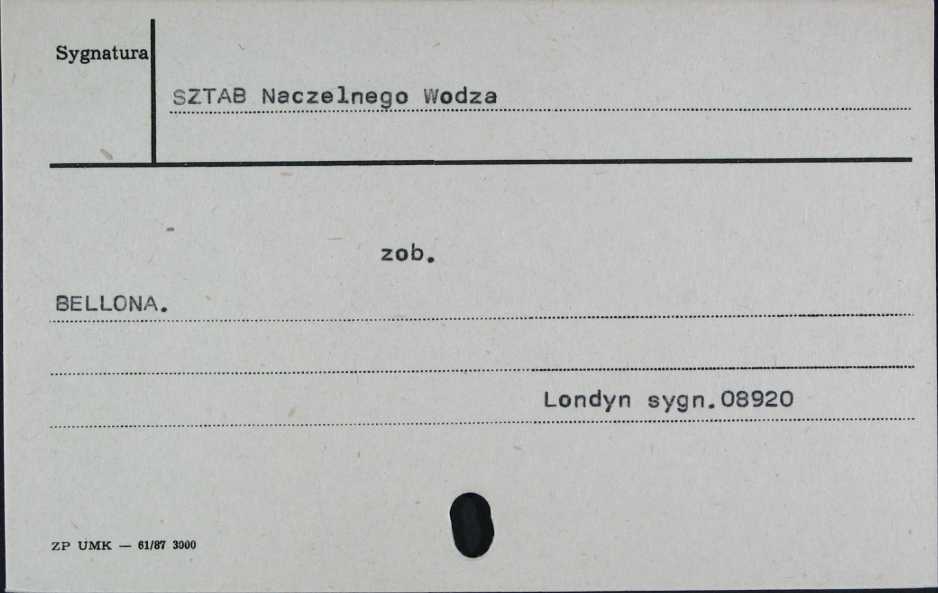 Sygnatura
SZTAB Naczelnego Wodza
zob.
BELLONA.
Londyn sygn.08920
ZP UMK — 61/87 3000